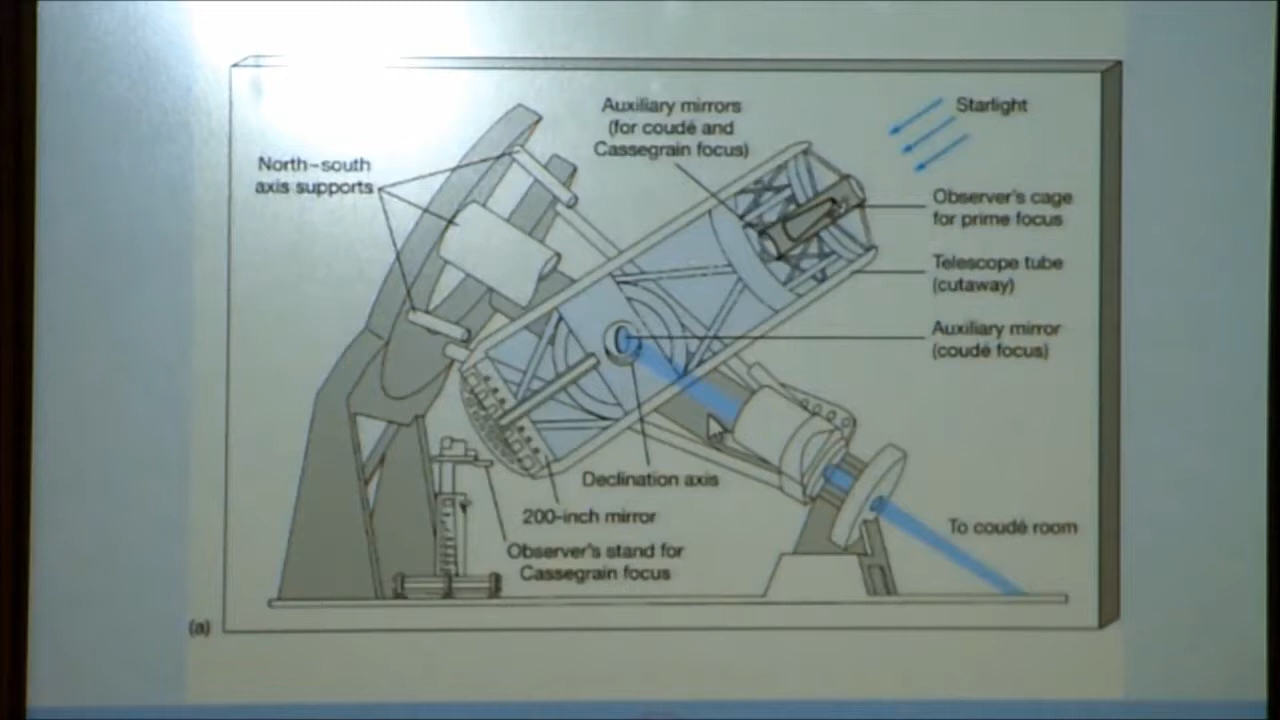 Auxiliary mirrors
(for coudé and
Cassegrain focus)
Starlight
North–south
axis supports
Observer's cage
for prime focus
Telescope tube
(cutaway)
Auxiliary mirror
(coudé focus)
Declination axis
200-inch mirror
Observer's stand for
Cassegrain focus
To coudé room
(a)